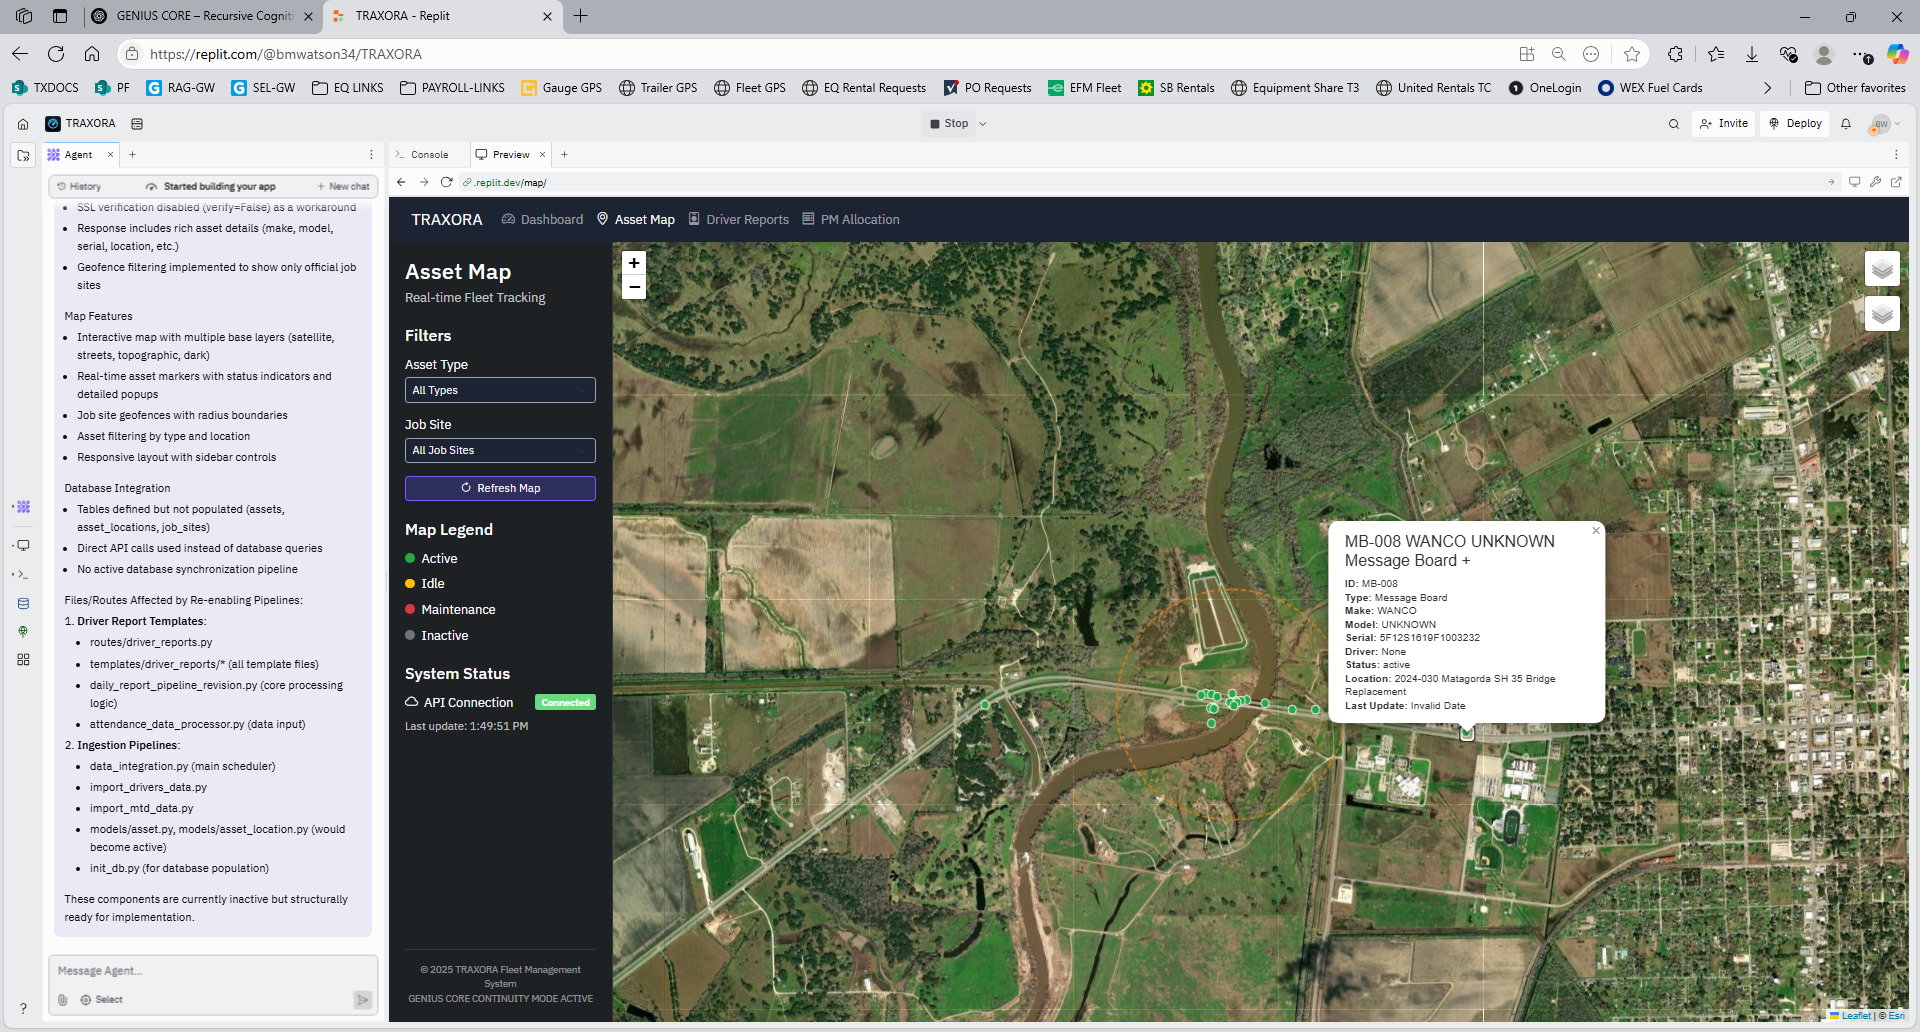 GENIUS CORE – Recursive Cogniti
TRAXORA - Replit
https://replit.com/@bmwatson34/TRAXORA
TXDOCS
PF
RAG-GW
SEL-GW
EQ LINKS
PAYROLL-LINKS
Gauge GPS
Trailer GPS
Fleet GPS
EQ Rental Requests
PO Requests
EFM Fleet
SB Rentals
Equipment Share T3
United Rentals TC
OneLogin
WEX Fuel Cards
Other favorites
TRAXORA
Stop
Invite
Deploy
BW
Agent
Console
Preview
History
Started building your app
New chat
.replit.dev/map/
• SSL verification disabled (verify=False) as a workaround
• Response includes rich asset details (make, model,
serial, location, etc.)
• Geofence filtering implemented to show only official job
sites
Map Features
• Interactive map with multiple base layers (satellite,
streets, topographic, dark)
• Real-time asset markers with status indicators and
detailed popups
• Job site geofences with radius boundaries
• Asset filtering by type and location
• Responsive layout with sidebar controls
Database Integration
• Tables defined but not populated (assets,
asset_locations, job_sites)
• Direct API calls used instead of database queries
• No active database synchronization pipeline
Files/Routes Affected by Re-enabling Pipelines:
1. Driver Report Templates:
• routes/driver_reports.py
• templates/driver_reports/* (all template files)
• daily_report_pipeline_revision.py (core processing
logic)
• attendance_data_processor.py (data input)
2. Ingestion Pipelines:
• data_integration.py (main scheduler)
• import_drivers_data.py
• import_mtd_data.py
• models/asset.py, models/asset_location.py (would
become active)
• init_db.py (for database population)
These components are currently inactive but structurally
ready for implementation.
Message Agent...
Select
TRAXORA
Dashboard
Asset Map
Driver Reports
PM Allocation
Asset Map
Real-time Fleet Tracking
Filters
Asset Type
All Types
Job Site
All Job Sites
Refresh Map
Map Legend
Active
Idle
Maintenance
Inactive
System Status
API Connection
Connected
Last update: 1:49:51 PM
© 2025 TRAXORA Fleet Management
System
GENIUS CORE CONTINUITY MODE ACTIVE
+
−
MB-008 WANCO UNKNOWN
Message Board +
ID: MB-008
Type: Message Board
Make: WANCO
Model: UNKNOWN
Serial: 5F12S1619F1003232
Driver: None
Status: active
Location: 2024-030 Matagorda SH 35 Bridge
Replacement
Last Update: Invalid Date
Leaflet | © Esri